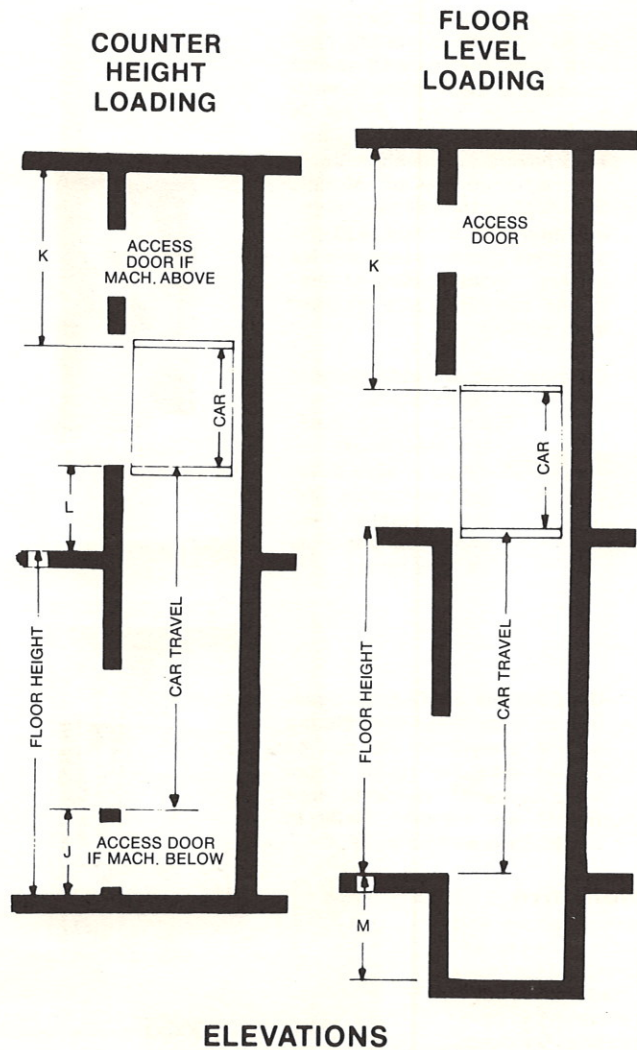 COUNTER
HEIGHT
LOADING
K
ACCESS
DOOR IF
MACH. ABOVE
CAR
L
FLOOR HEIGHT
CAR TRAVEL
J
ACCESS DOOR
IF MACH. BELOW
FLOOR
LEVEL
LOADING
K
ACCESS
DOOR
CAR
FLOOR HEIGHT
CAR TRAVEL
M
ELEVATIONS